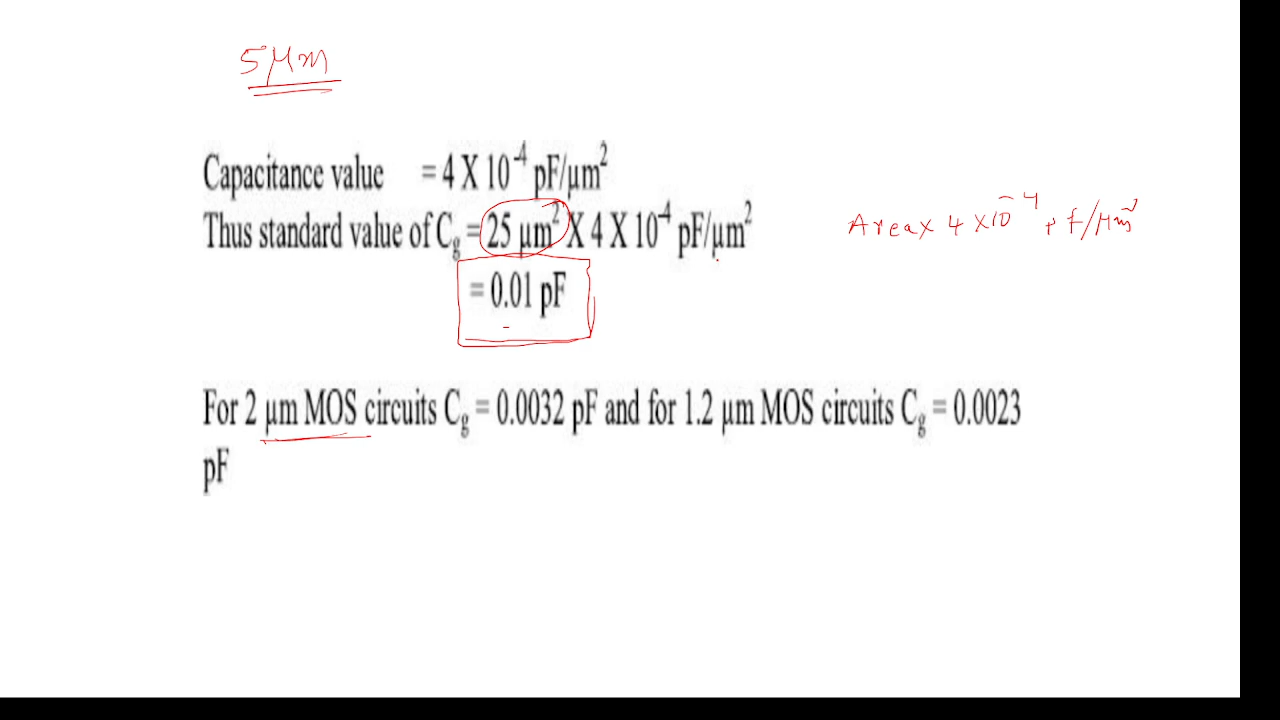 5 μm
Capacitance value = 4 X 10⁻⁴ pF/μm²
Thus standard value of Cg = 25 μm² X 4 X 10⁻⁴ pF/μm²
Area x 4 x 10⁻⁴ pf/μm²
= 0.01 pF
For 2 μm MOS circuits Cg = 0.0032 pF and for 1.2 μm MOS circuits Cg = 0.0023
pF